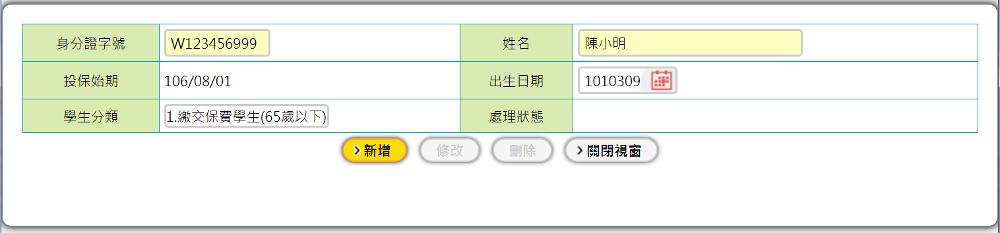 身分證字號 W123456999 姓名 陳小明
投保始期 106/08/01 出生日期 1010309
學生分類 1.繳交保費學生(65歲以下) 處理狀態
新增 修改 刪除 關閉視窗